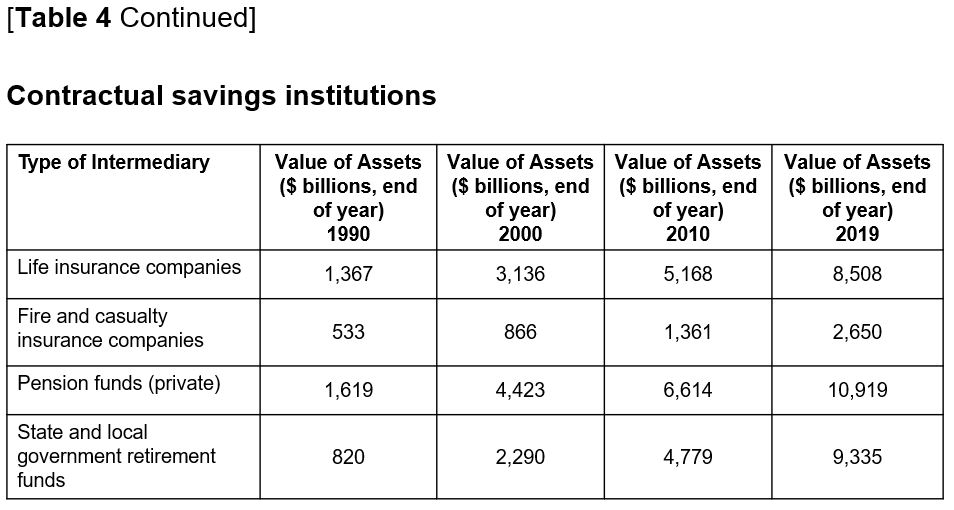 [Table 4 Continued]
Contractual savings institutions
Type of Intermediary
Value of Assets
($ billions, end
of year)
1990
Value of Assets
($ billions, end
of year)
2000
Value of Assets
($ billions, end
of year)
2010
Value of Assets
($ billions, end
of year)
2019
Life insurance companies
1,367
3,136
5,168
8,508
Fire and casualty
insurance companies
533
866
1,361
2,650
Pension funds (private)
1,619
4,423
6,614
10,919
State and local
government retirement
funds
820
2,290
4,779
9,335